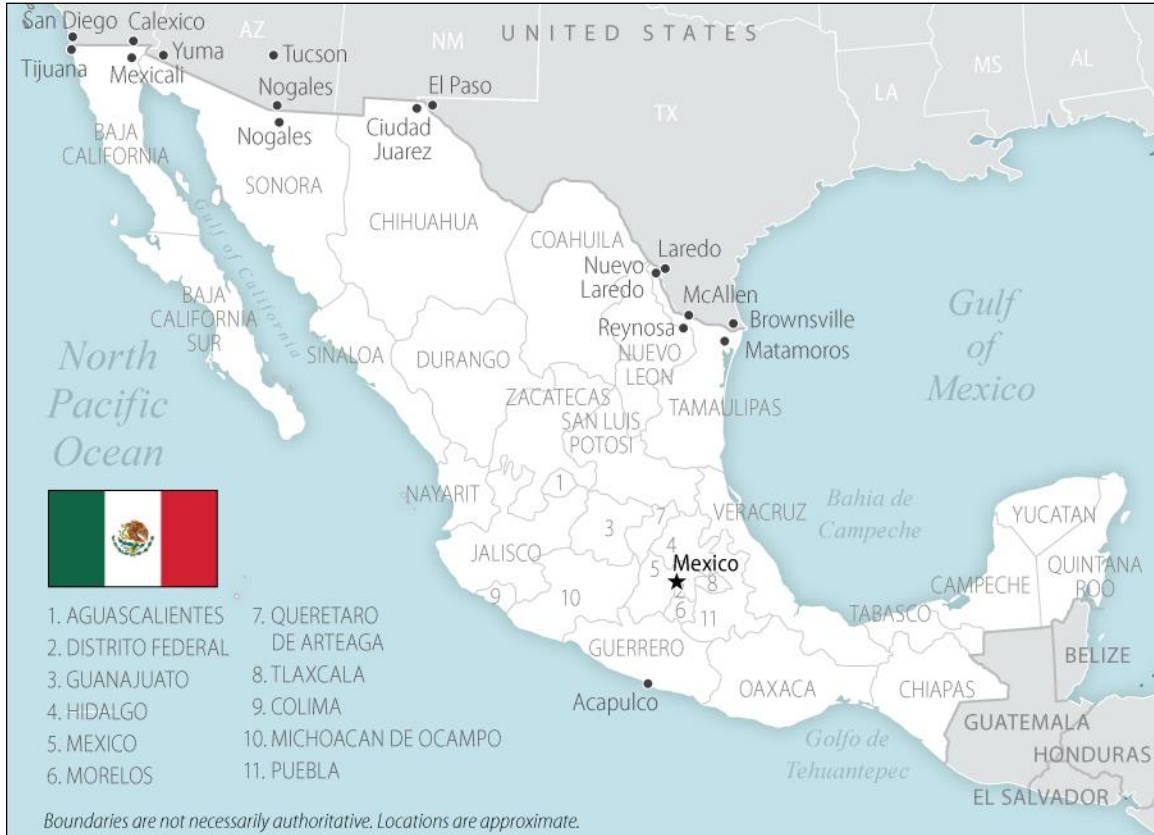 San Diego
Calexico
AZ
NM
UNITED STATES
MS
AL
Tijuana
Mexicali
Yuma
Tucson
LA
TX
Nogales
El Paso
Nogales
Ciudad
Juarez
BAJA
CALIFORNIA
SONORA
CHIHUAHUA
Gulf of California
COAHUILA
Laredo
Nuevo
Laredo
McAllen
BAJA
CALIFORNIA
SUR
Reynosa
Brownsville
Matamoros
Gulf
of
Mexico
North
Pacific
Ocean
SINALOA
DURANGO
NUEVO
LEON
ZACATECAS
SAN LUIS
POTOSI
TAMAULIPAS
NAYARIT
1
VERACRUZ
Bahia de
Campeche
YUCATAN
3
7
4
JALISCO
5
Mexico
8
QUINTANA
ROO
CAMPECHE
9
10
2
6
11
TABASCO
GUERRERO
BELIZE
Acapulco
OAXACA
CHIAPAS
GUATEMALA
Golfo de
Tehuantepec
HONDURAS
EL SALVADOR
1. AGUASCALIENTES
2. DISTRITO FEDERAL
3. GUANAJUATO
4. HIDALGO
5. MEXICO
6. MORELOS
7. QUERETARO
DE ARTEAGA
8. TLAXCALA
9. COLIMA
10. MICHOACAN DE OCAMPO
11. PUEBLA
Boundaries are not necessarily authoritative. Locations are approximate.